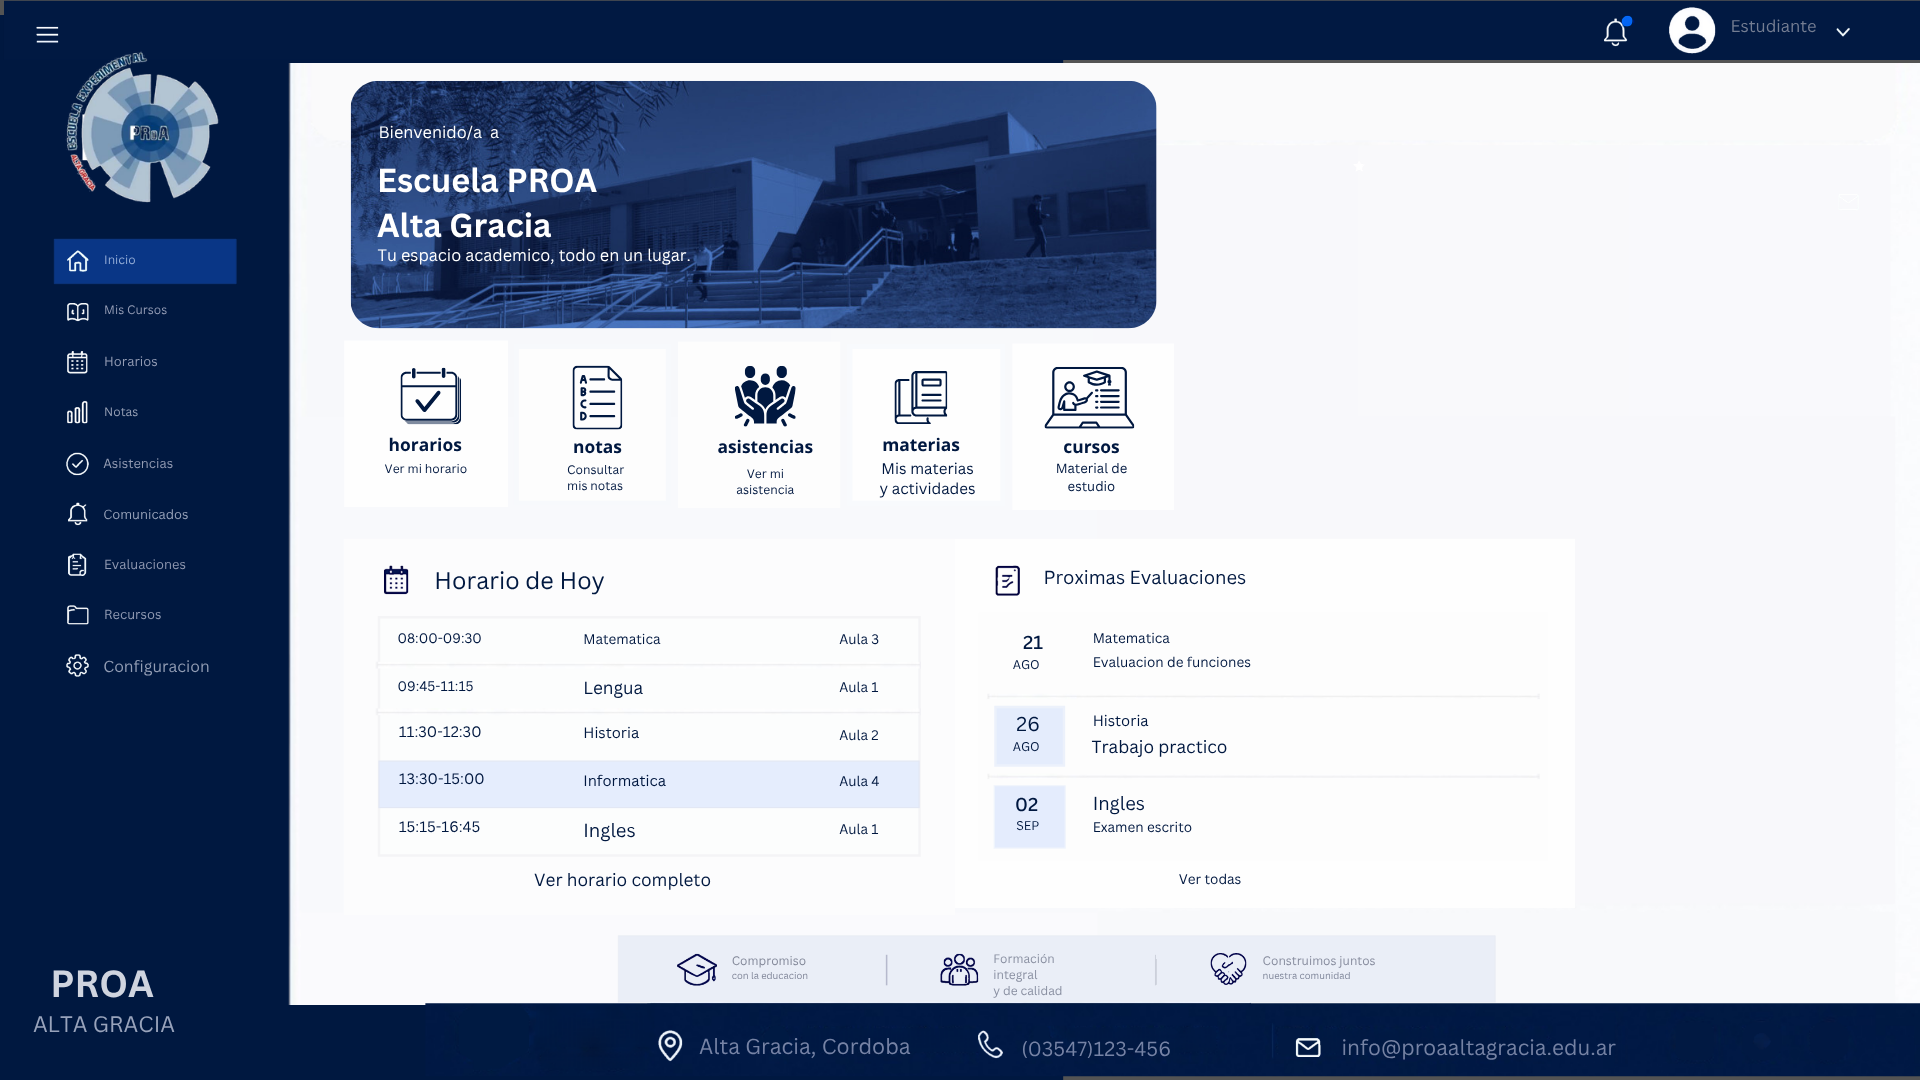 Estudiante
ESCUELA EXPERIMENTAL
PROA
ALTA GRACIA
Inicio
Mis Cursos
Horarios
Notas
Asistencias
Comunicados
Evaluaciones
Recursos
Configuracion
PROA
ALTA GRACIA
Bienvenido/a a
Escuela PROA
Alta Gracia
Tu espacio academico, todo en un lugar.
horarios
Ver mi horario
A
B
C
D
notas
Consultar
mis notas
asistencias
Ver mi
asistencia
materias
Mis materias
y actividades
cursos
Material de
estudio
Horario de Hoy
08:00-09:30 Matematica Aula 3
09:45-11:15 Lengua Aula 1
11:30-12:30 Historia Aula 2
13:30-15:00 Informatica Aula 4
15:15-16:45 Ingles Aula 1
Ver horario completo
Proximas Evaluaciones
21 Matematica
AGO Evaluacion de funciones
26 Historia
AGO Trabajo practico
02 Ingles
SEP Examen escrito
Ver todas
Compromiso
con la educacion
Formación
integral
y de calidad
Construimos juntos
nuestra comunidad
Alta Gracia, Cordoba
(03547)123-456
info@proaaltagracia.edu.ar